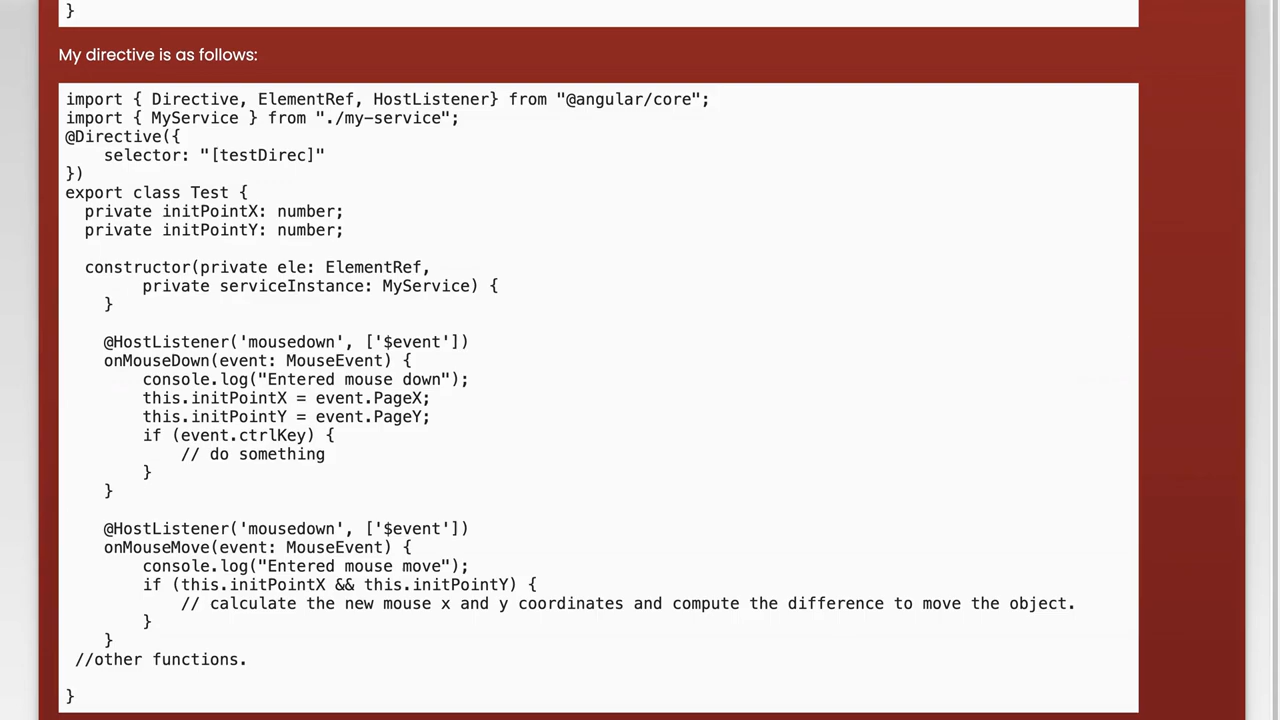 }
My directive is as follows:
import { Directive, ElementRef, HostListener} from "@angular/core";
import { MyService } from "./my-service";
@Directive({
    selector: "[testDirec]"
})
export class Test {
  private initPointX: number;
  private initPointY: number;

  constructor(private ele: ElementRef,
        private serviceInstance: MyService) {
    }

    @HostListener('mousedown', ['$event'])
    onMouseDown(event: MouseEvent) {
        console.log("Entered mouse down");
        this.initPointX = event.PageX;
        this.initPointY = event.PageY;
        if (event.ctrlKey) {
            // do something
        }
    }

    @HostListener('mousedown', ['$event'])
    onMouseMove(event: MouseEvent) {
        console.log("Entered mouse move");
        if (this.initPointX && this.initPointY) {
            // calculate the new mouse x and y coordinates and compute the difference to move the object.
        }
    }
 //other functions.

}